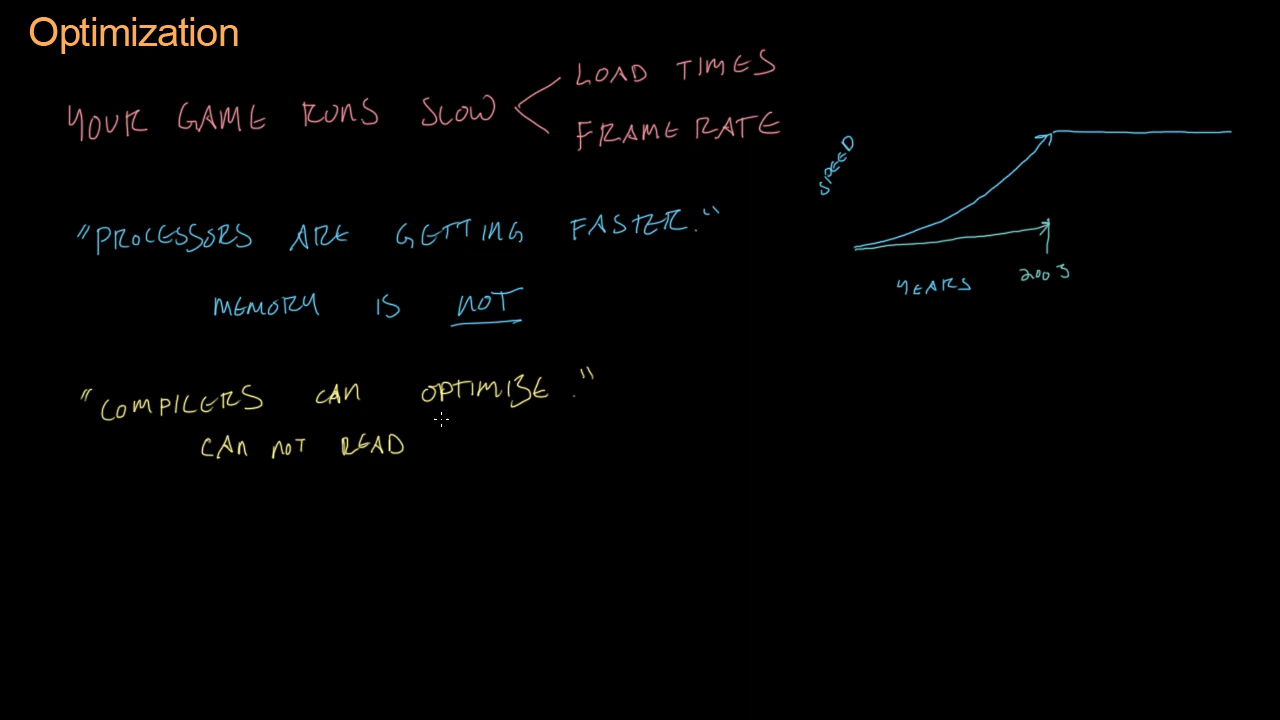 Optimization
YOUR GAME RUNS SLOW
LOAD TIMES
FRAME RATE
"PROCESSORS ARE GETTING FASTER."
MEMORY IS NOT
SPEED
YEARS
2003
"COMPILERS CAN OPTIMIZE."
CAN NOT READ